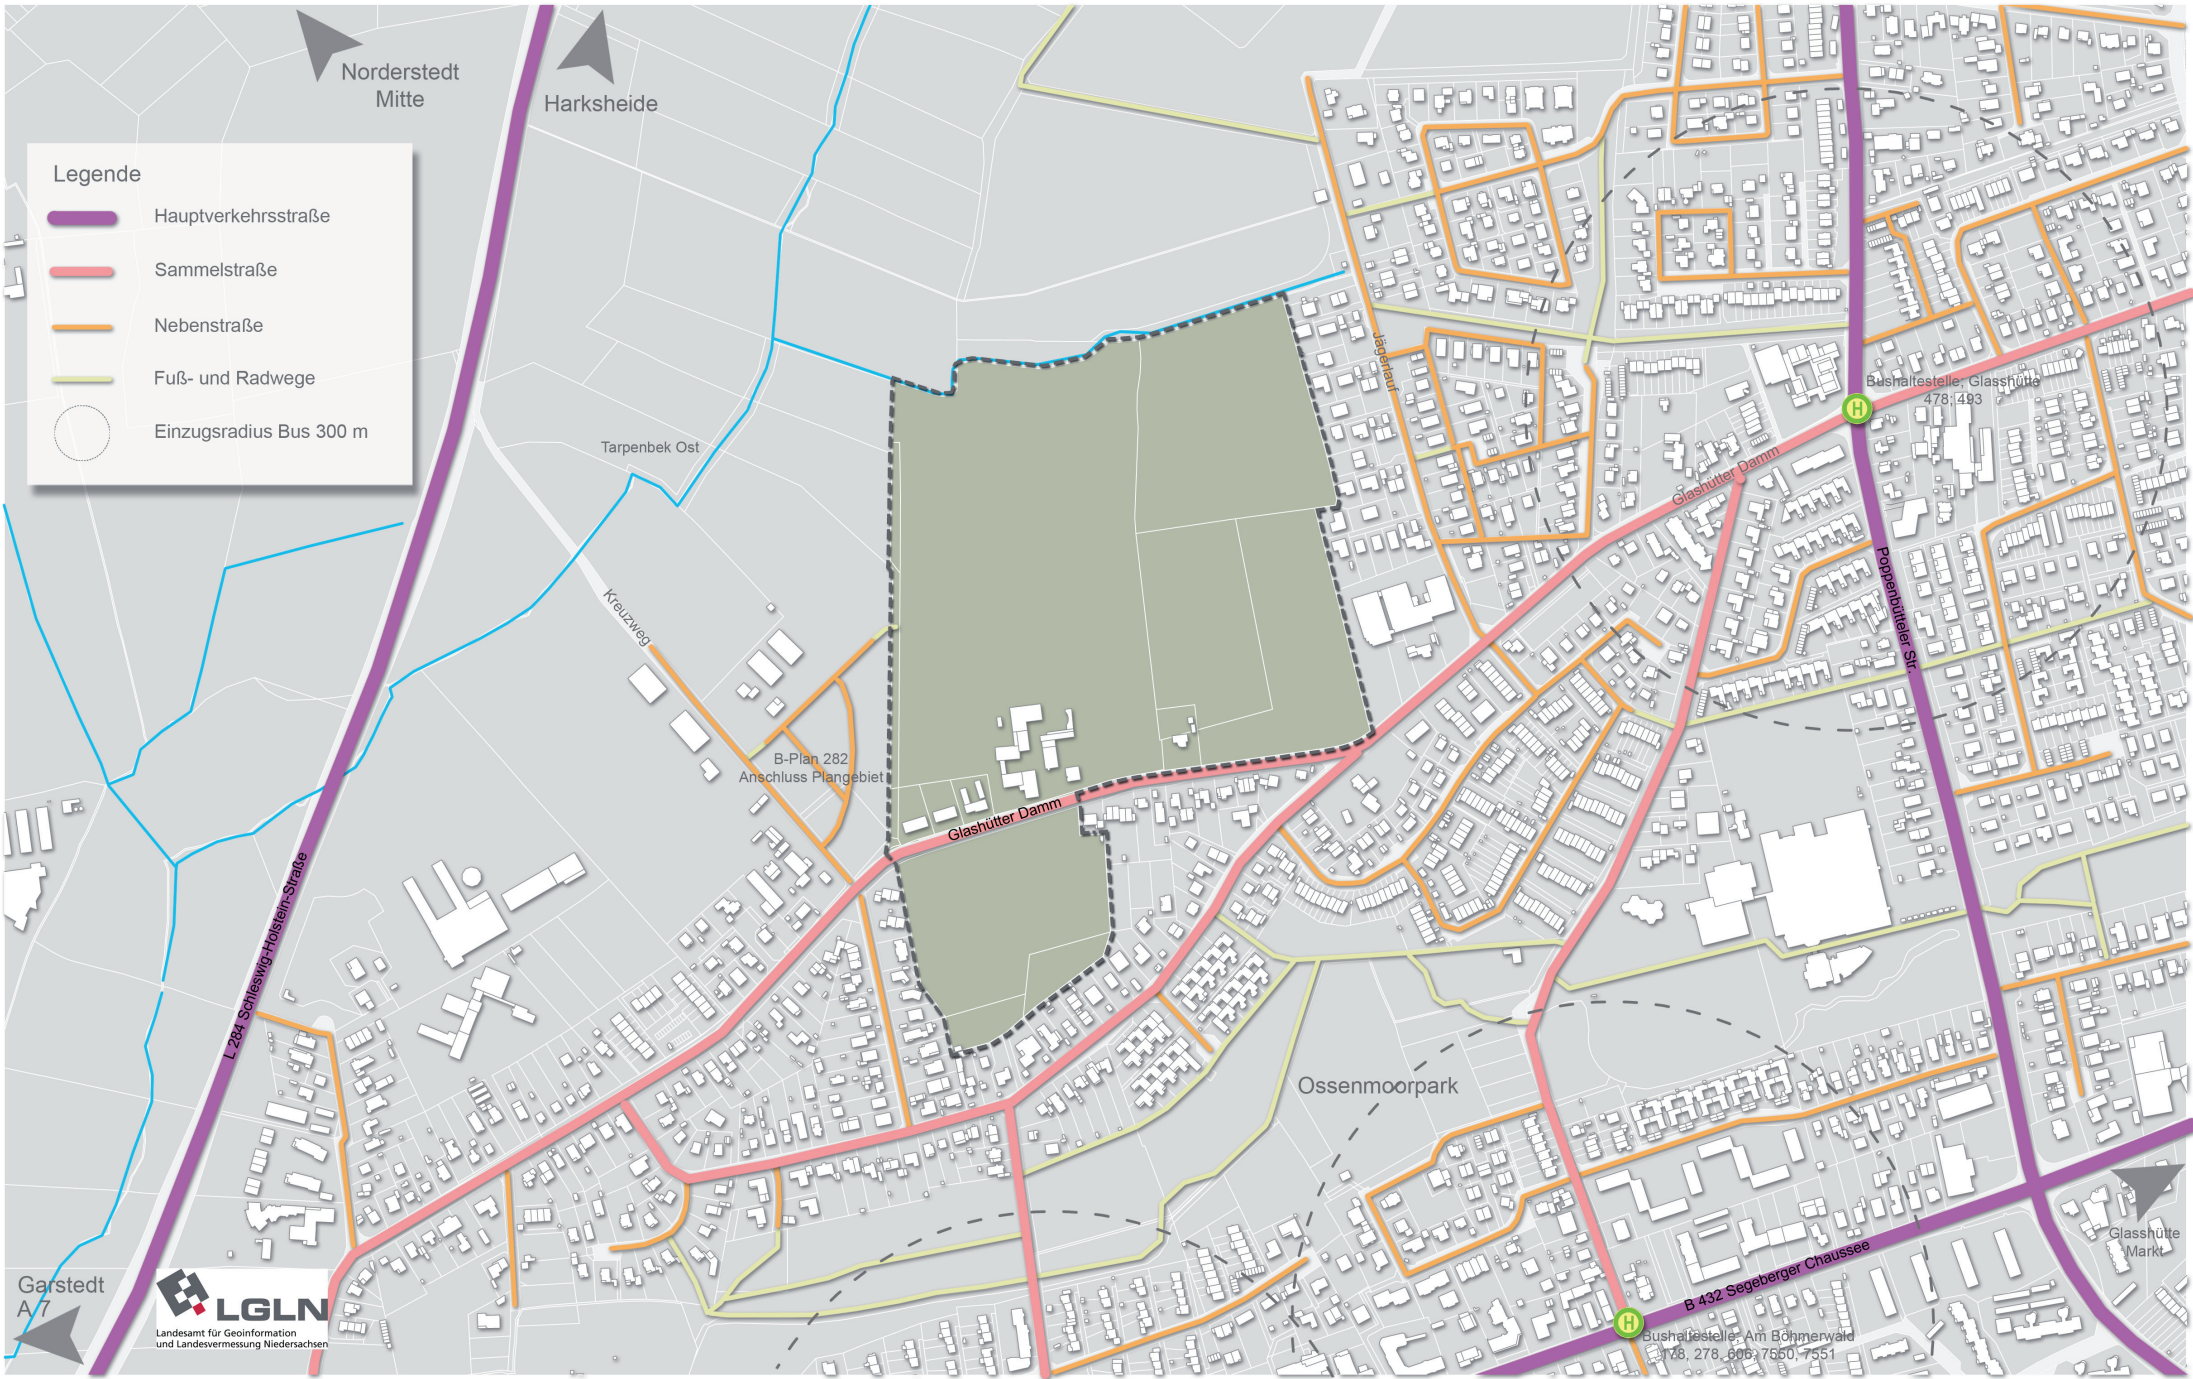 Norderstedt
Mitte
Harksheide
Legende
Hauptverkehrsstraße
Sammelstraße
Nebenstraße
Fuß- und Radwege
Einzugsradius Bus 300 m
Jägerlauf
Bushaltestelle, Glasshütte
478; 493
H
Tarpenbek Ost
Glashütter Damm
Poppenbütteler Str.
Kreuzweg
B-Plan 282
Anschluss Plangebiet
Glashütter Damm
L 284 Schleswig-Holstein-Straße
Ossenmoorpark
Glasshütte
Markt
B 432 Segeberger Chaussee
H
Bushaltestelle, Am Böhmerwald
178, 278, 606, 7550, 7551
Garstedt
A 7
LGLN
Landesamt für Geoinformation
und Landesvermessung Niedersachsen